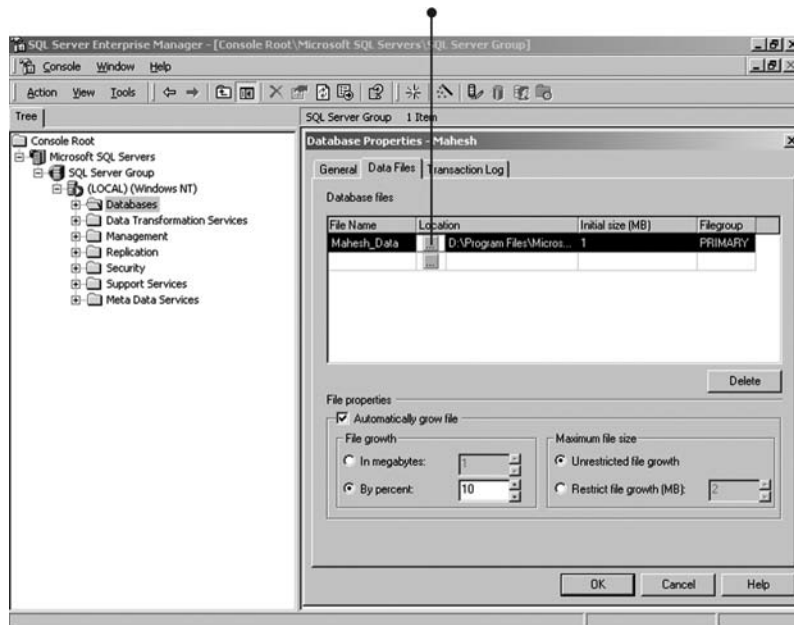 SQL Server Enterprise Manager - [Console Root\Microsoft SQL Servers\SQL Server Group]
Console Window Help
Action View Tools
Tree
SQL Server Group 1 Item
Console Root
Microsoft SQL Servers
SQL Server Group
(LOCAL) (Windows NT)
Databases
Data Transformation Services
Management
Replication
Security
Support Services
Meta Data Services
Database Properties - Mahesh
General Data Files Transaction Log
Database files
File Name Location Initial size (MB) Filegroup
Mahesh_Data ... D:\Program Files\Micros... 1 PRIMARY
...
Delete
File properties
Automatically grow file
File growth
In megabytes: 1
By percent: 10
Maximum file size
Unrestricted file growth
Restrict file growth (MB): 2
OK Cancel Help